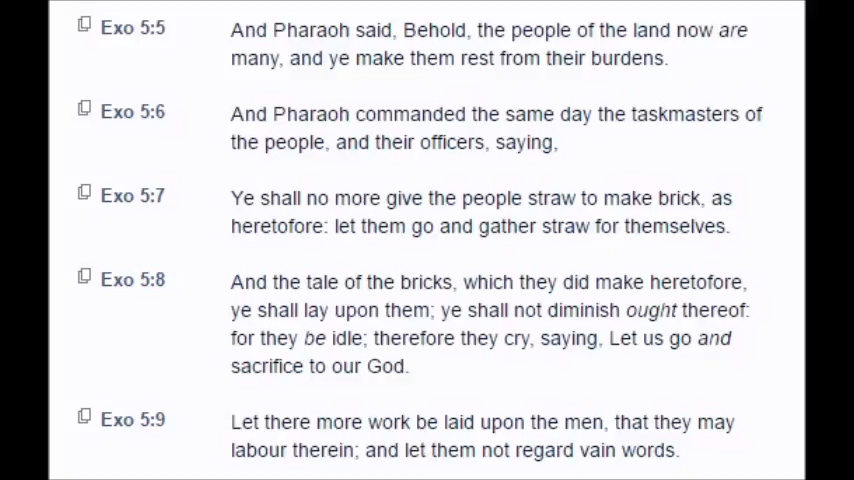 Exo 5:5 And Pharaoh said, Behold, the people of the land now are
many, and ye make them rest from their burdens.
Exo 5:6 And Pharaoh commanded the same day the taskmasters of
the people, and their officers, saying,
Exo 5:7 Ye shall no more give the people straw to make brick, as
heretofore: let them go and gather straw for themselves.
Exo 5:8 And the tale of the bricks, which they did make heretofore,
ye shall lay upon them; ye shall not diminish ought thereof:
for they be idle; therefore they cry, saying, Let us go and
sacrifice to our God.
Exo 5:9 Let there more work be laid upon the men, that they may
labour therein; and let them not regard vain words.